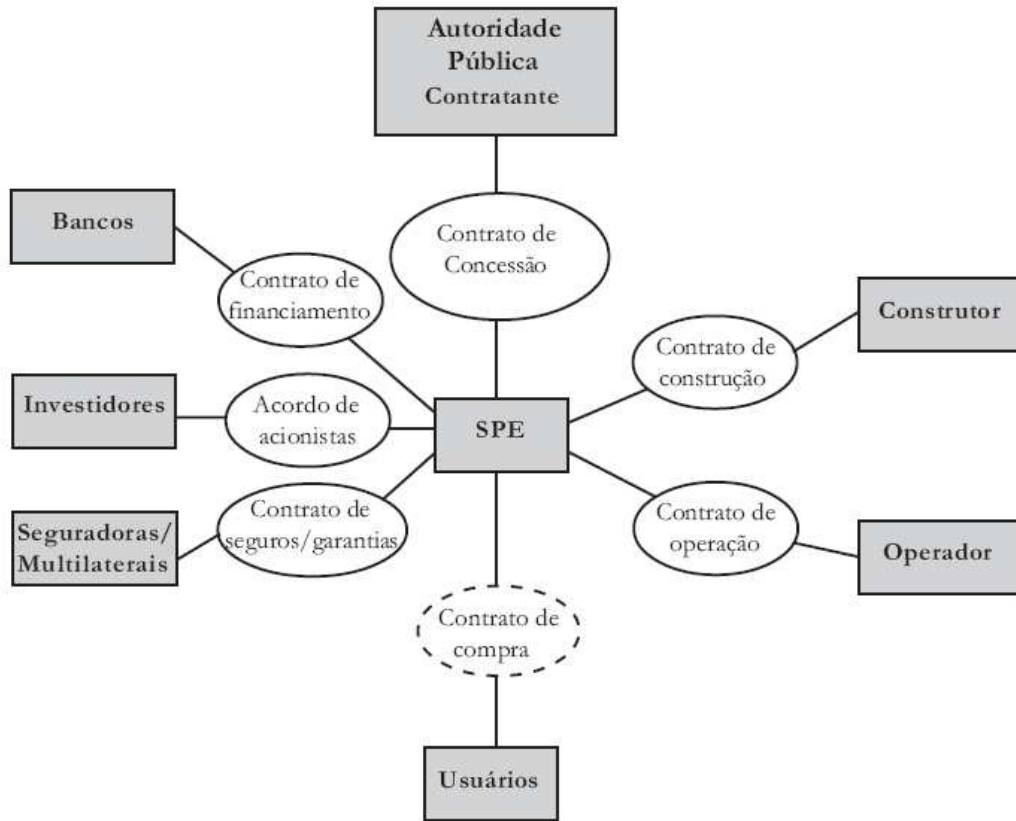 Autoridade
Pública
Contratante
Bancos
Contrato de
Concessão
Contrato de
financiamento
Construtor
Contrato de
construção
Investidores
Acordo de
acionistas
SPE
Seguradoras/
Multilaterais
Contrato de
seguros/garantias
Contrato de
operação
Operador
Contrato de
compra
Usuários